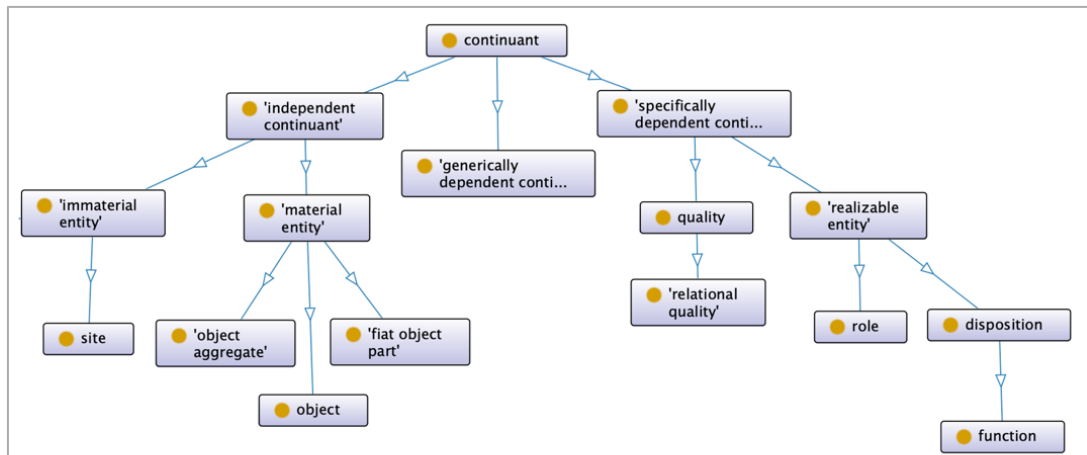 continuant
'independent
continuant'
'specifically
dependent conti...
'generically
dependent conti...
'immaterial
entity'
'material
entity'
quality
'realizable
entity'
site
'object
aggregate'
'fiat object
part'
'relational
quality'
role
disposition
object
function